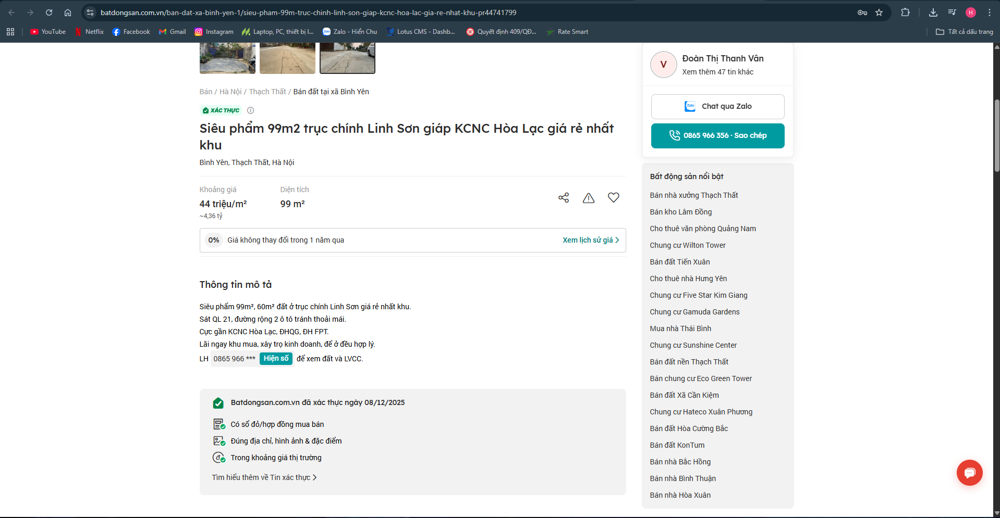 batdongsan.com.vn/ban-dat-xa-binh-yen-1/sieu-pham-99m-truc-chinh-linh-son-giap-kcnc-hoa-lac-gia-re-nhat-khu-pr44741799
H
YouTube
Netflix
Facebook
Gmail
Instagram
Laptop, PC, thiết bị l...
Zalo - Hiển Chu
Lotus CMS - Dashb...
Quyết định 409/QĐ...
Rate Smart
Tất cả dấu trang
Bán / Hà Nội / Thạch Thất / Bán đất tại xã Bình Yên
XÁC THỰC
Siêu phẩm 99m2 trục chính Linh Sơn giáp KCNC Hòa Lạc giá rẻ nhất
khu
Bình Yên, Thạch Thất, Hà Nội
Khoảng giá
Diện tích
44 triệu/m²
99 m²
~4,36 tỷ
0%
Giá không thay đổi trong 1 năm qua
Xem lịch sử giá
Thông tin mô tả
Siêu phẩm 99m², 60m² đất ở trục chính Linh Sơn giá rẻ nhất khu.
Sát QL 21, đường rộng 2 ô tô tránh thoải mái.
Cực gần KCNC Hòa Lạc, ĐHQG, ĐH FPT.
Lãi ngay khu mua, xây trọ kinh doanh, để ở đều hợp lý.
LH 0865 966 *** Hiện số để xem đất và LVCC.
Batdongsan.com.vn đã xác thực ngày 08/12/2025
Có sổ đỏ/hợp đồng mua bán
Đúng địa chỉ, hình ảnh & đặc điểm
Trong khoảng giá thị trường
Tìm hiểu thêm về Tin xác thực
V
Đoàn Thị Thanh Vân
Xem thêm 47 tin khác
Zalo
Chat qua Zalo
0865 966 356 · Sao chép
Bất động sản nổi bật
Bán nhà xưởng Thạch Thất
Bán kho Lâm Đồng
Cho thuê văn phòng Quảng Nam
Chung cư Wilton Tower
Bán đất Tiến Xuân
Cho thuê nhà Hưng Yên
Chung cư Five Star Kim Giang
Chung cư Gamuda Gardens
Mua nhà Thái Bình
Chung cư Sunshine Center
Bán đất nền Thạch Thất
Bán chung cư Eco Green Tower
Bán đất Xã Cần Kiệm
Chung cư Hateco Xuân Phương
Bán đất Hòa Cường Bắc
Bán đất KonTum
Bán nhà Bắc Hồng
Bán nhà Bình Thuận
Bán nhà Hòa Xuân